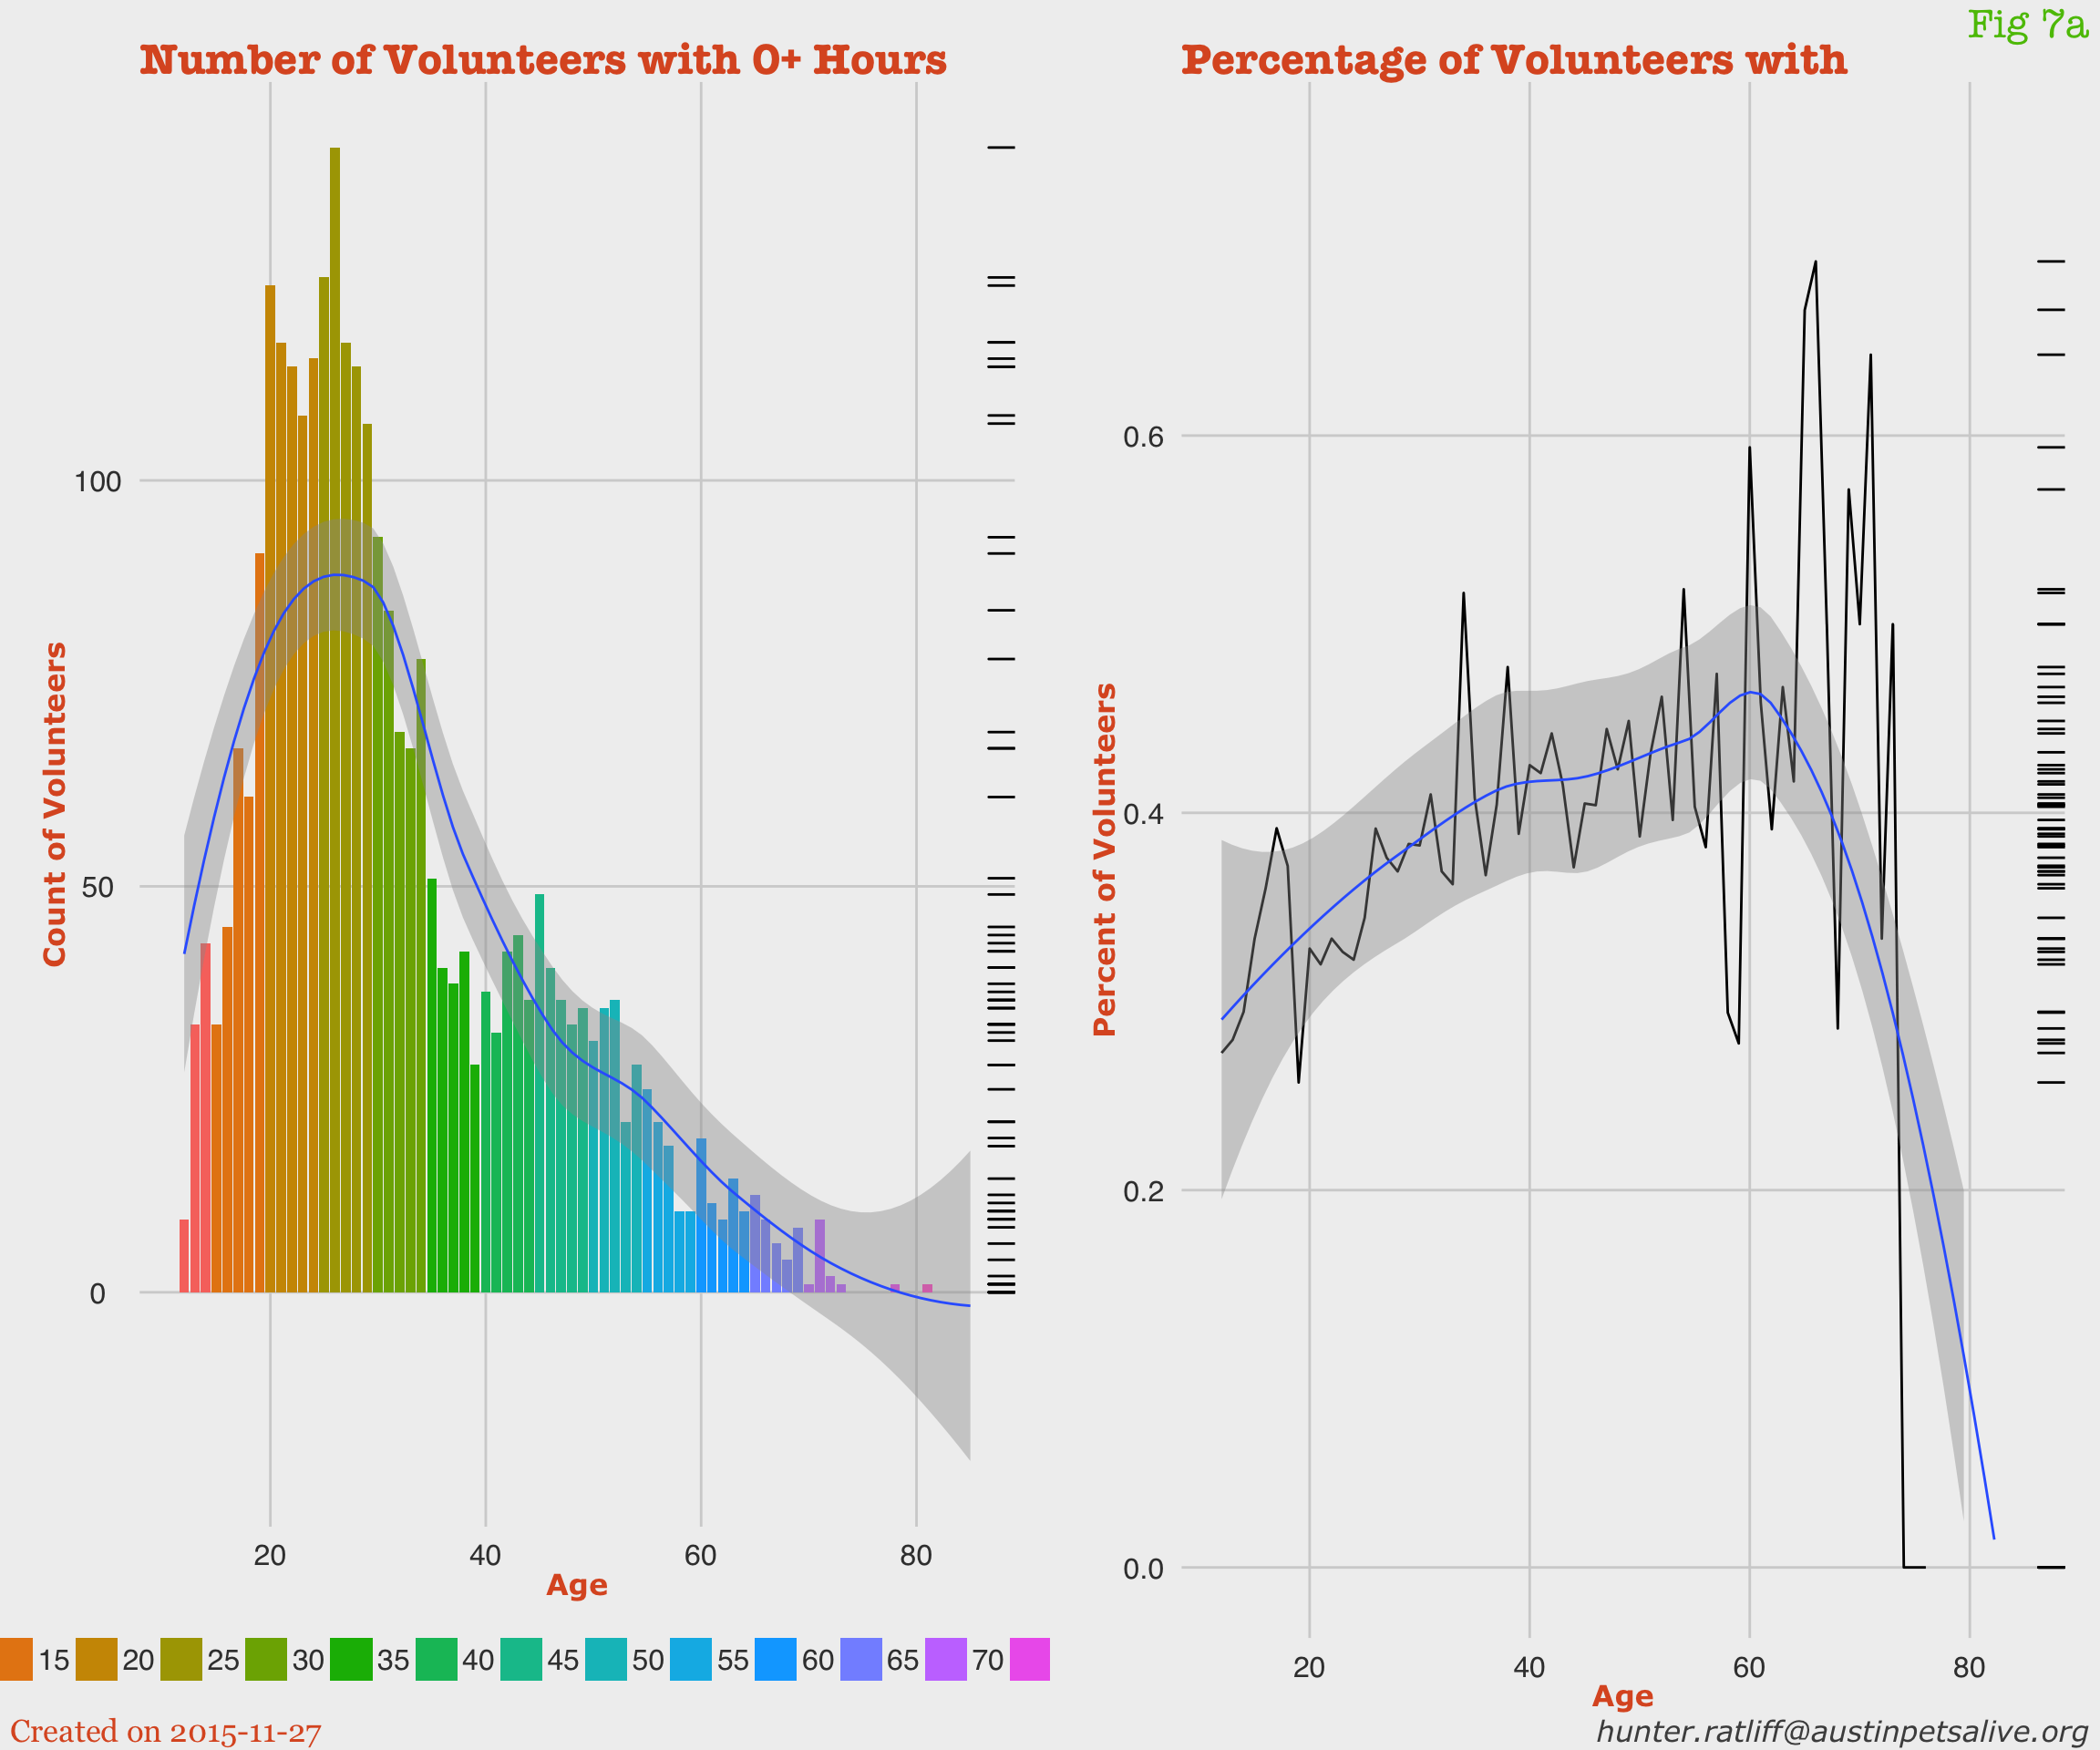 Fig 7a
Number of Volunteers with 0+ Hours
Count of Volunteers
100
50
0
20 40 60 80
Age
15 20 25 30 35 40 45 50 55 60 65 70
Percentage of Volunteers with
Percent of Volunteers
0.6
0.4
0.2
0.0
20 40 60 80
Age
Created on 2015-11-27
hunter.ratliff@austinpetsalive.org